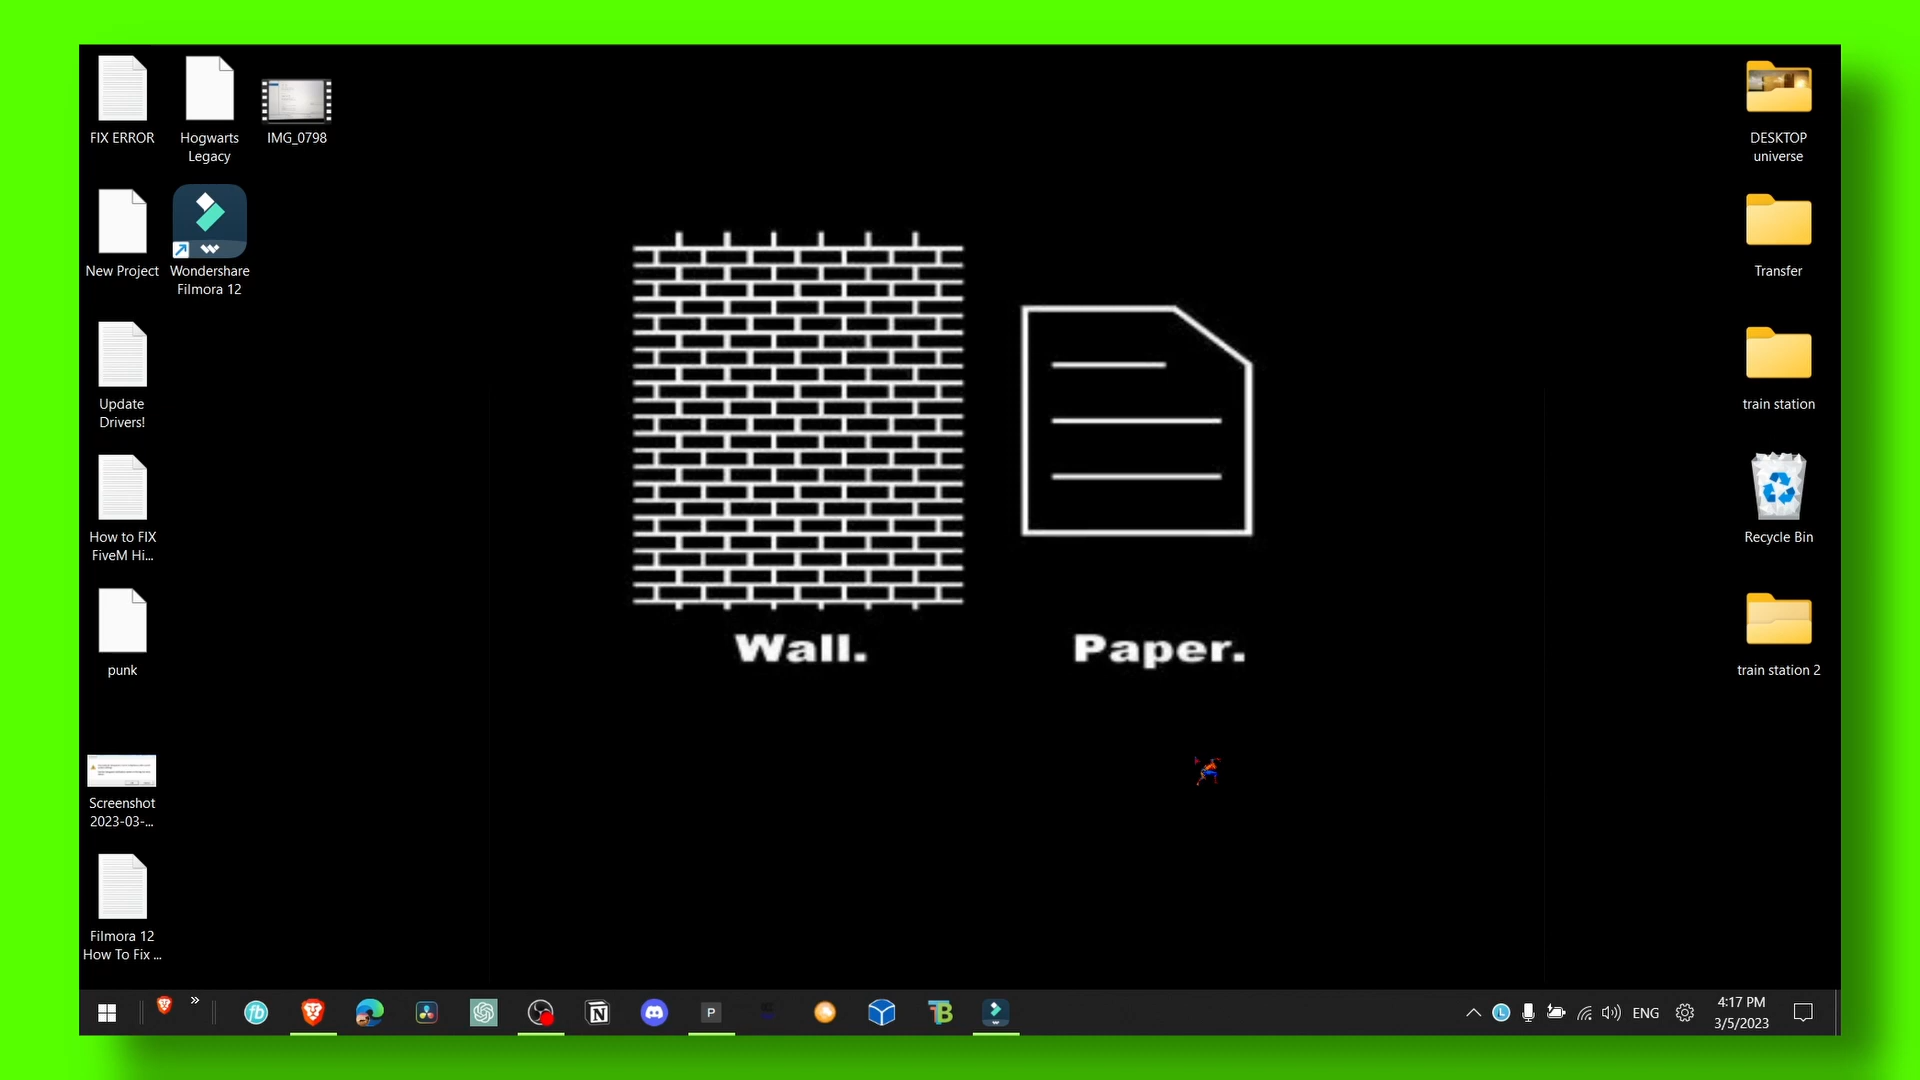 FIX ERROR
Hogwarts
Legacy
IMG_0798
DESKTOP
universe
New Project
Wondershare
Filmora 12
Transfer
Update
Drivers!
train station
How to FIX
FiveM Hi...
Recycle Bin
punk
train station 2
Wall.
Paper.
Screenshot
2023-03-...
Filmora 12
How To Fix ...
fb
N
P
TB
L
ENG
4:17 PM
3/5/2023